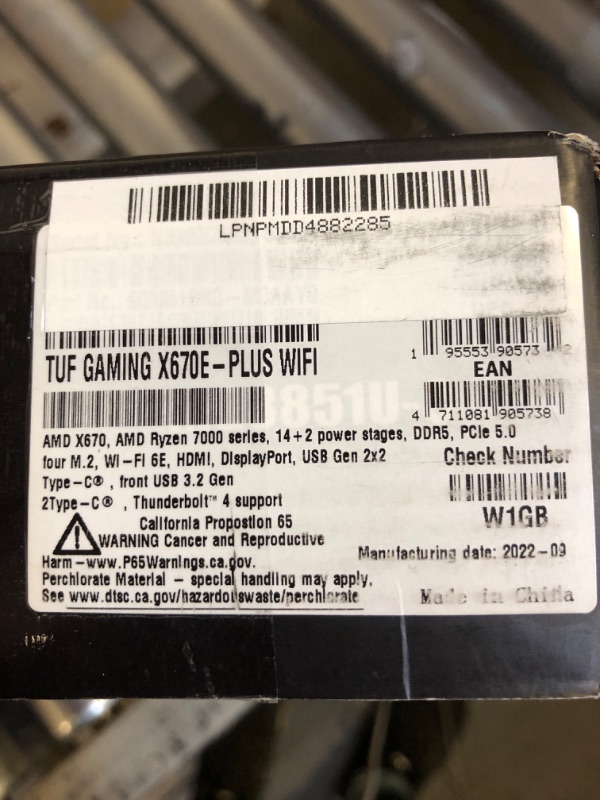 LPNPMDD4882285
TUF GAMING X670E-PLUS WIFI
1 95553 90573 2
EAN
4 711081 905738
AMD X670, AMD Ryzen 7000 series, 14+2 power stages, DDR5, PCIe 5.0
four M.2, WI-FI 6E, HDMI, DisplayPort, USB Gen 2x2
Type-C® , front USB 3.2 Gen
2Type-C® , Thunderbolt™ 4 support
Check Number
W1GB
California Propostion 65
WARNING Cancer and Reproductive
Harm-www.P65Warnings.ca.gov.
Manufacturing date: 2022-09
Perchlorate Material - special handling may apply,
See www.dtsc.ca.gov/hazardouswaste/perchlorate
Made in China